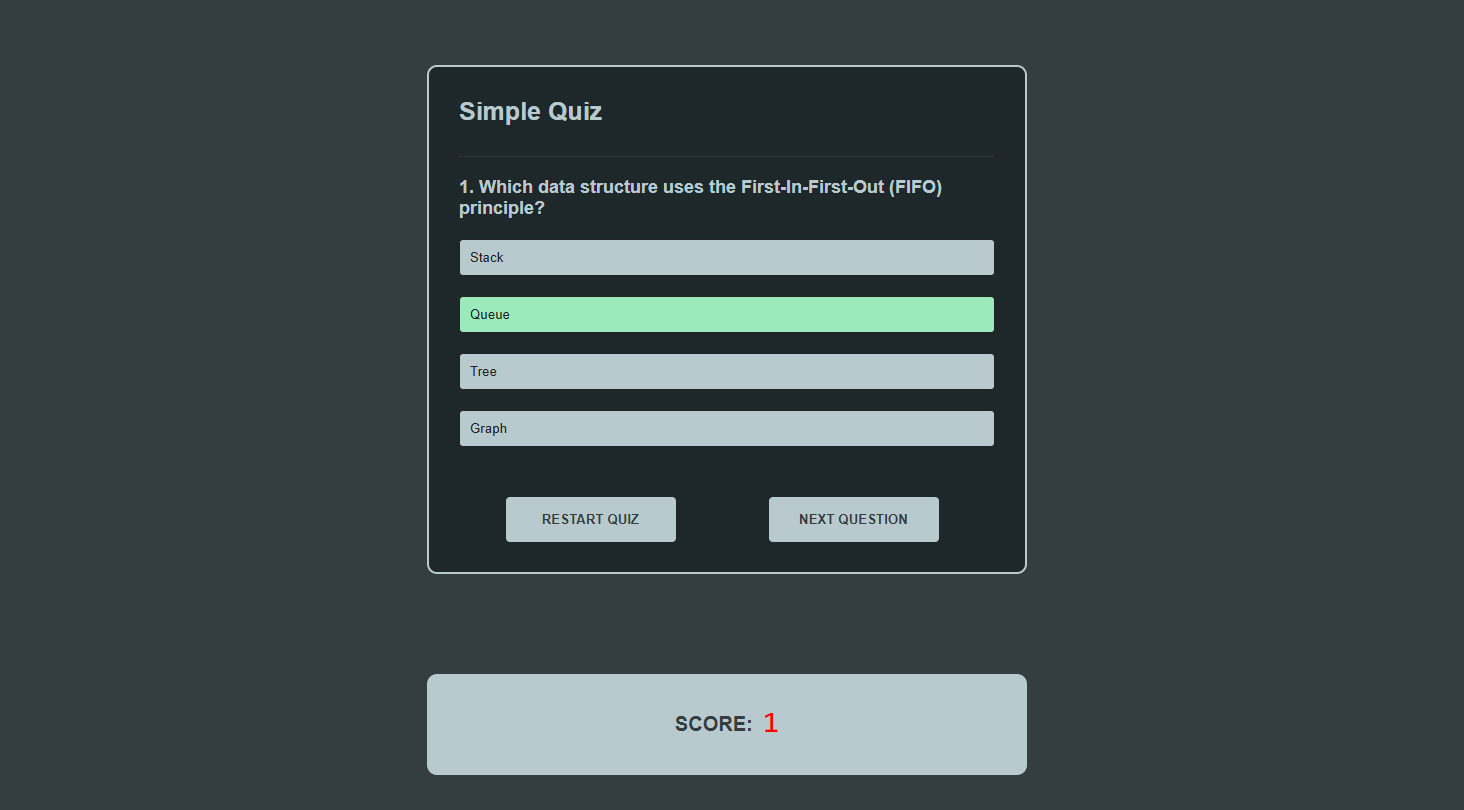 Simple Quiz
1. Which data structure uses the First-In-First-Out (FIFO)
principle?
Stack
Queue
Tree
Graph
RESTART QUIZ
NEXT QUESTION
SCORE: 1